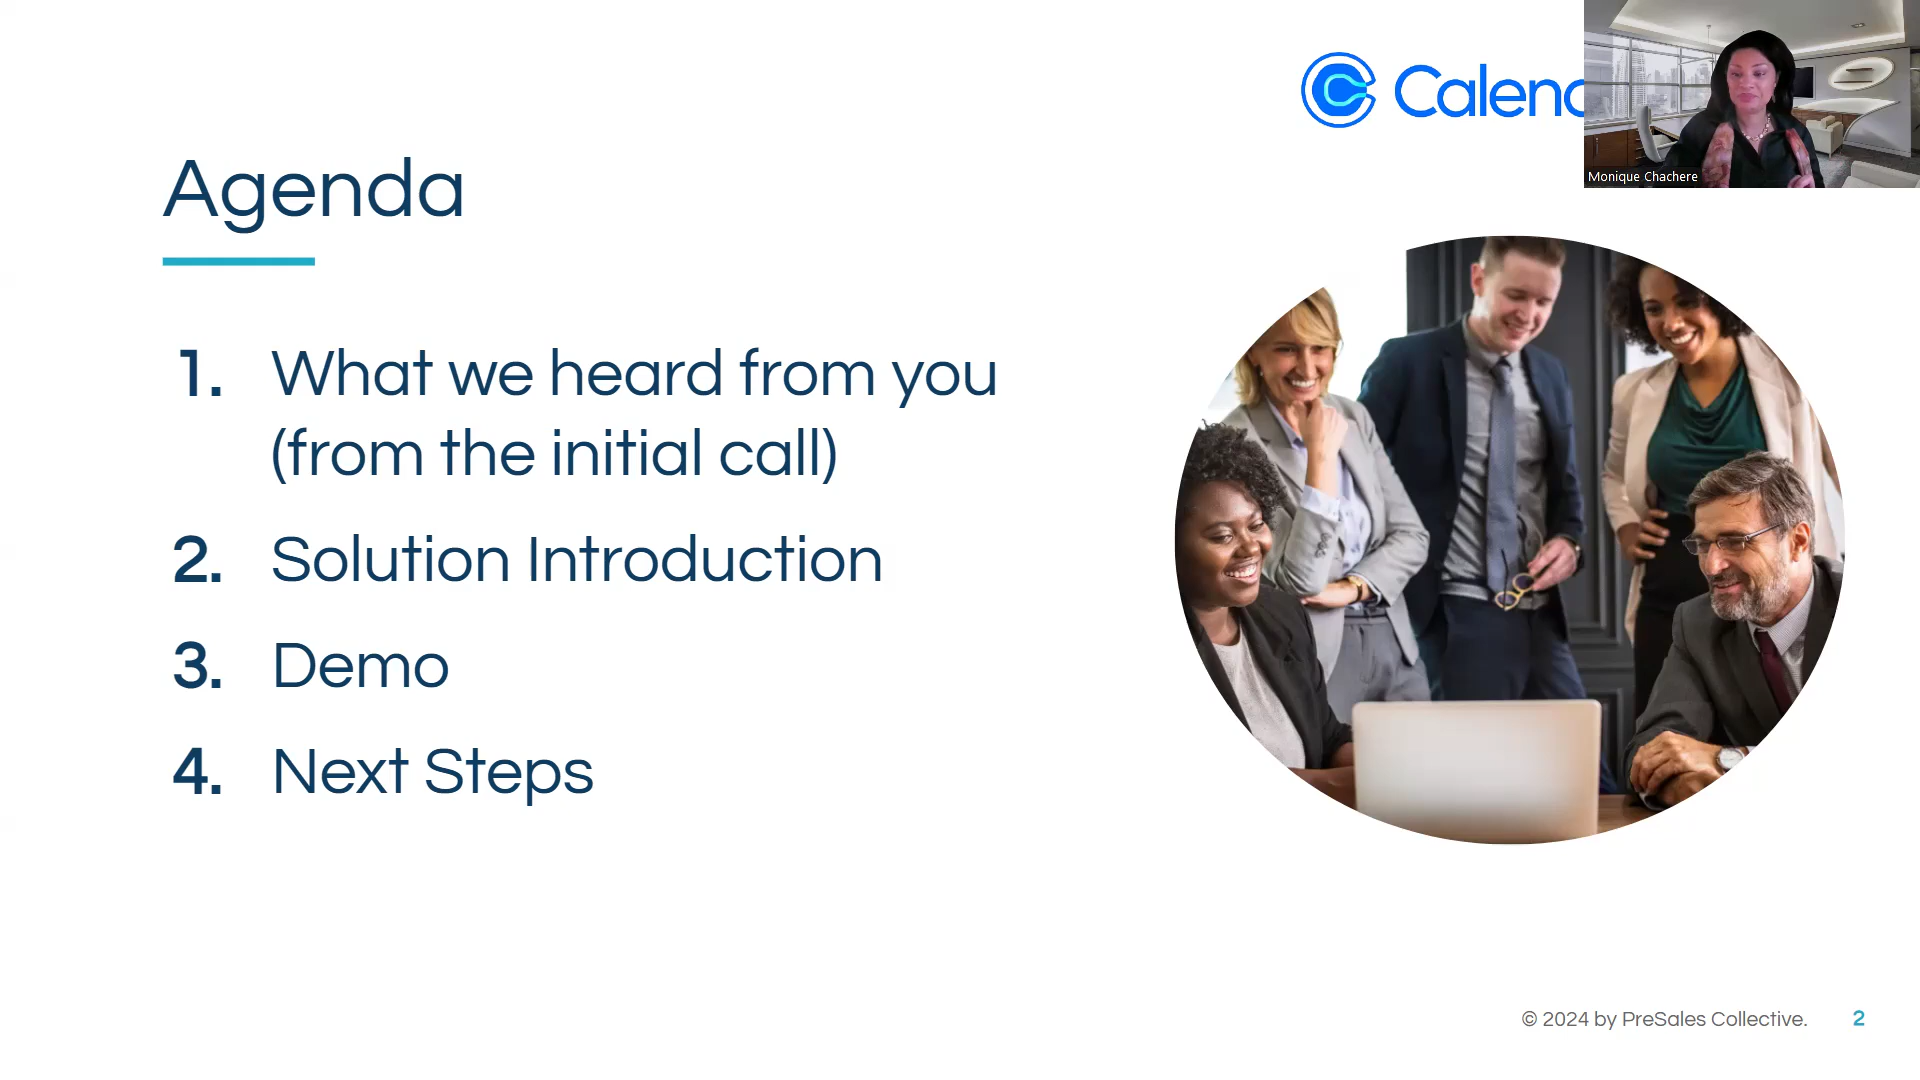 Calen
Monique Chachere
Agenda
1. What we heard from you
(from the initial call)
2. Solution Introduction
3. Demo
4. Next Steps
© 2024 by PreSales Collective. 2